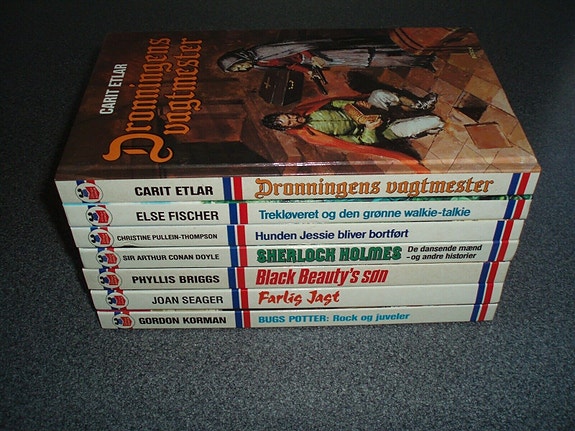 CARIT ETLAR
Dronningens
vagtmester
CARIT ETLAR Dronningens vagtmester
ELSE FISCHER Trekløveret og den grønne walkie-talkie
CHRISTINE PULLEIN-THOMPSON Hunden Jessie bliver bortført
SIR ARTHUR CONAN DOYLE SHERLOCK HOLMES De dansende mænd
-og andre historier
PHYLLIS BRIGGS Black Beauty's søn
JOAN SEAGER Farlig Jagt
GORDON KORMAN BUGS POTTER: Rock og juveler